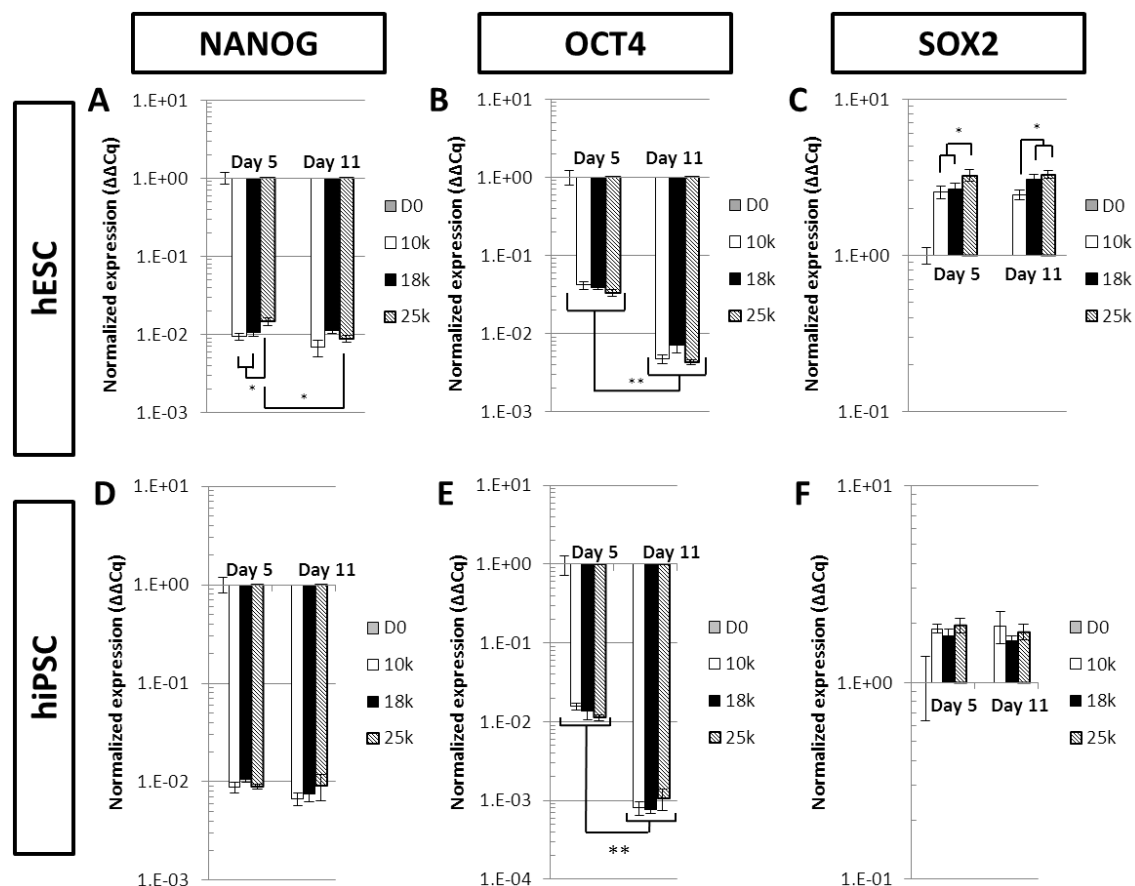 NANOG OCT4 SOX2
hESC
A
Normalized expression (ΔΔCq)
1.E+01
1.E+00
1.E-01
1.E-02
1.E-03
Day 5 Day 11
* *
D0
10k
18k
25k
B
Normalized expression (ΔΔCq)
1.E+01
1.E+00
1.E-01
1.E-02
1.E-03
Day 5 Day 11
**
D0
10k
18k
25k
C
Normalized expression (ΔΔCq)
1.E+01
1.E+00
1.E-01
* *
Day 5 Day 11
D0
10k
18k
25k
hiPSC
D
Normalized expression (ΔΔCq)
1.E+01
1.E+00
1.E-01
1.E-02
1.E-03
Day 5 Day 11
D0
10k
18k
25k
E
Normalized expression (ΔΔCq)
1.E+01
1.E+00
1.E-01
1.E-02
1.E-03
1.E-04
Day 5 Day 11
**
D0
10k
18k
25k
F
Normalized expression (ΔΔCq)
1.E+01
1.E+00
1.E-01
Day 5 Day 11
D0
10k
18k
25k